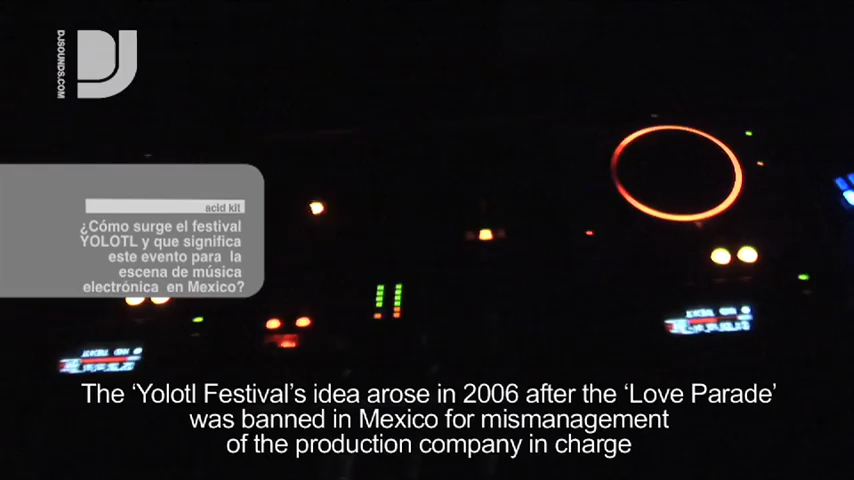 DJSOUNDS.COM
DJ
acid kit
¿Cómo surge el festival
YOLOTL y que significa
este evento para la
escena de música
electrónica en Mexico?
The ‘Yolotl Festival’s idea arose in 2006 after the ‘Love Parade’
was banned in Mexico for mismanagement
of the production company in charge